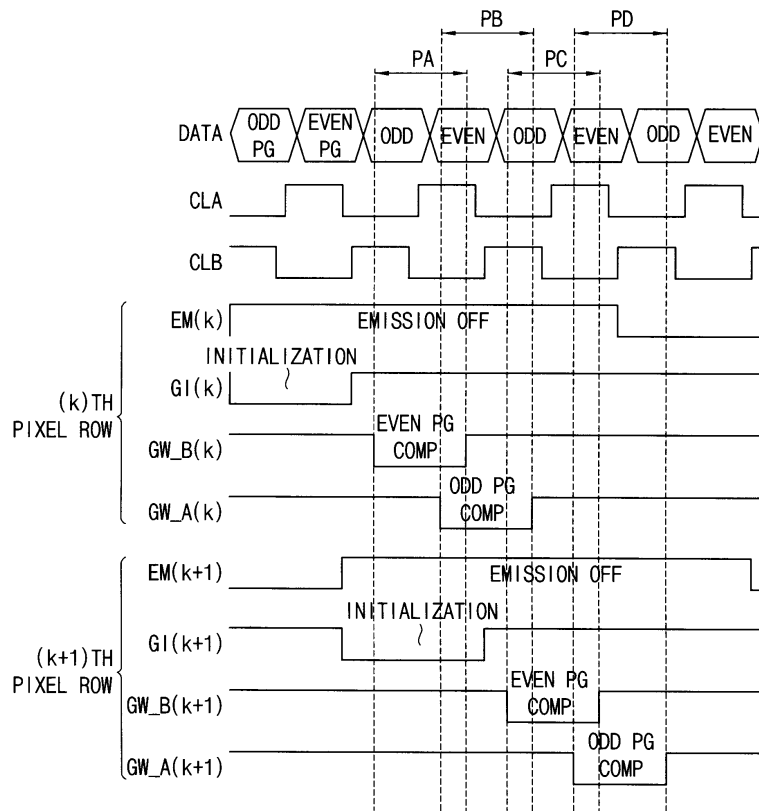 PB PD
PA PC
DATA ODD PG EVEN PG ODD EVEN ODD EVEN ODD EVEN
CLA
CLB
EM(k) EMISSION OFF
INITIALIZATION
GI(k)
(k)TH
PIXEL ROW
EVEN PG
GW_B(k) COMP
ODD PG
GW_A(k) COMP
EM(k+1) EMISSION OFF
INITIALIZATION
GI(k+1)
(k+1)TH
PIXEL ROW
EVEN PG
GW_B(k+1) COMP
ODD PG
GW_A(k+1) COMP